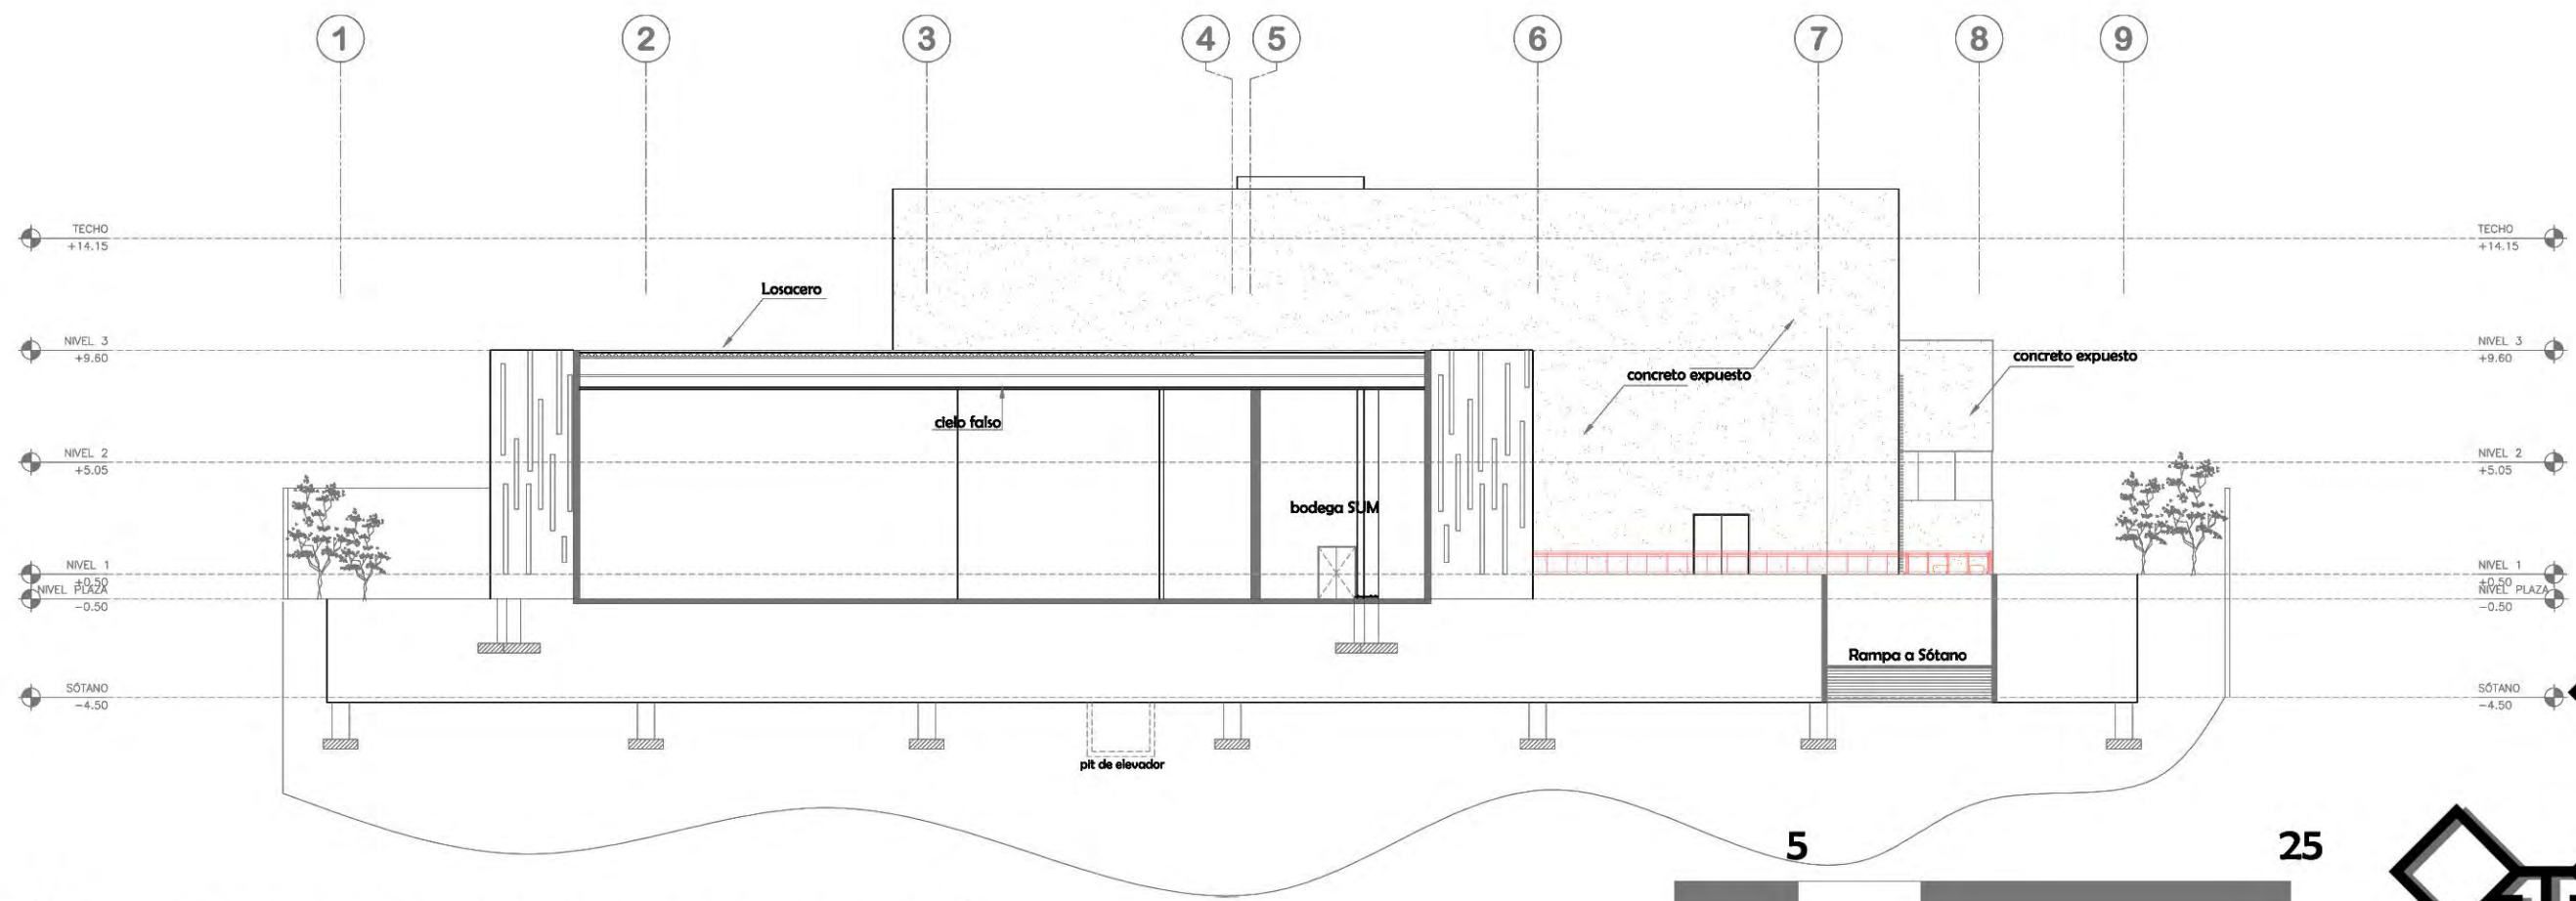 1 2 3 4 5 6 7 8 9
TECHO
+14.15
TECHO
+14.15
Losacero
NIVEL 3
+9.60
NIVEL 3
+9.60
concreto expuesto
concreto expuesto
cielo falso
NIVEL 2
+5.05
NIVEL 2
+5.05
bodega SUM
NIVEL 1
+0.50
NIVEL PLAZA
-0.50
NIVEL 1
+0.50
NIVEL PLAZA
-0.50
Rampa a Sótano
SÓTANO
-4.50
SÓTANO
-4.50
pit de elevador
5 25